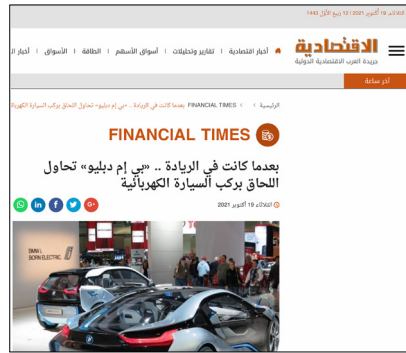 الثلاثاء 19 أكتوبر 2021 | 12 ربيع الأول 1443
الاقتصادية
جريدة العرب الاقتصادية الدولية
أخبار اقتصادية | تقارير وتحليلات | أسواق الأسهم | الطاقة | الأسواق | أخبار
آخر ساعة
الرئيسية > FINANCIAL TIMES > بعدما كانت في الريادة .. «بي إم دبليو» تحاول اللحاق بركب السيارة
FINANCIAL TIMES
بعدما كانت في الريادة .. «بي إم دبليو» تحاول
اللحاق بركب السيارة الكهربائية
الثلاثاء 19 أكتوبر 2021
G+
in
f
BMW i.
BORN ELECTRIC.